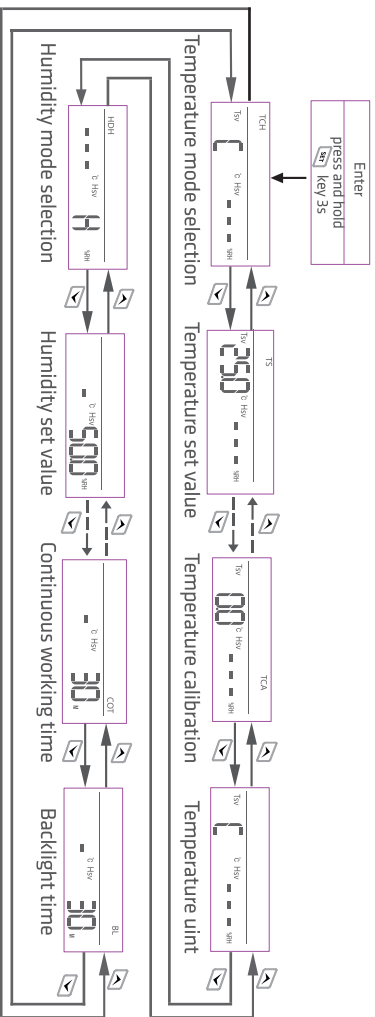 Enter
press and hold
SET key 3s
TCH
Tsv C °C Hsv ---- %RH
Temperature mode selection
TS
Tsv 25.0 °C Hsv --- %RH
Temperature set value
TCA
Tsv 0.0 °C Hsv --- %RH
Temperature calibration
Tsv °C Hsv ---- %RH
Temperature uint
HDH
--- °C Hsv H %RH
Humidity mode selection
- °C Hsv %RH
Humidity set value
COT
- °C Hsv 30 M
Continuous working time
BL
- °C Hsv 30 M
Backlight time